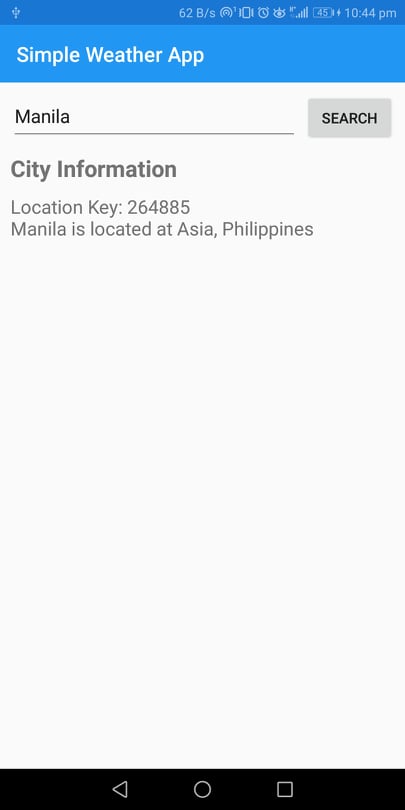 62 B/s 45 10:44 pm
Simple Weather App
Manila SEARCH
City Information
Location Key: 264885
Manila is located at Asia, Philippines